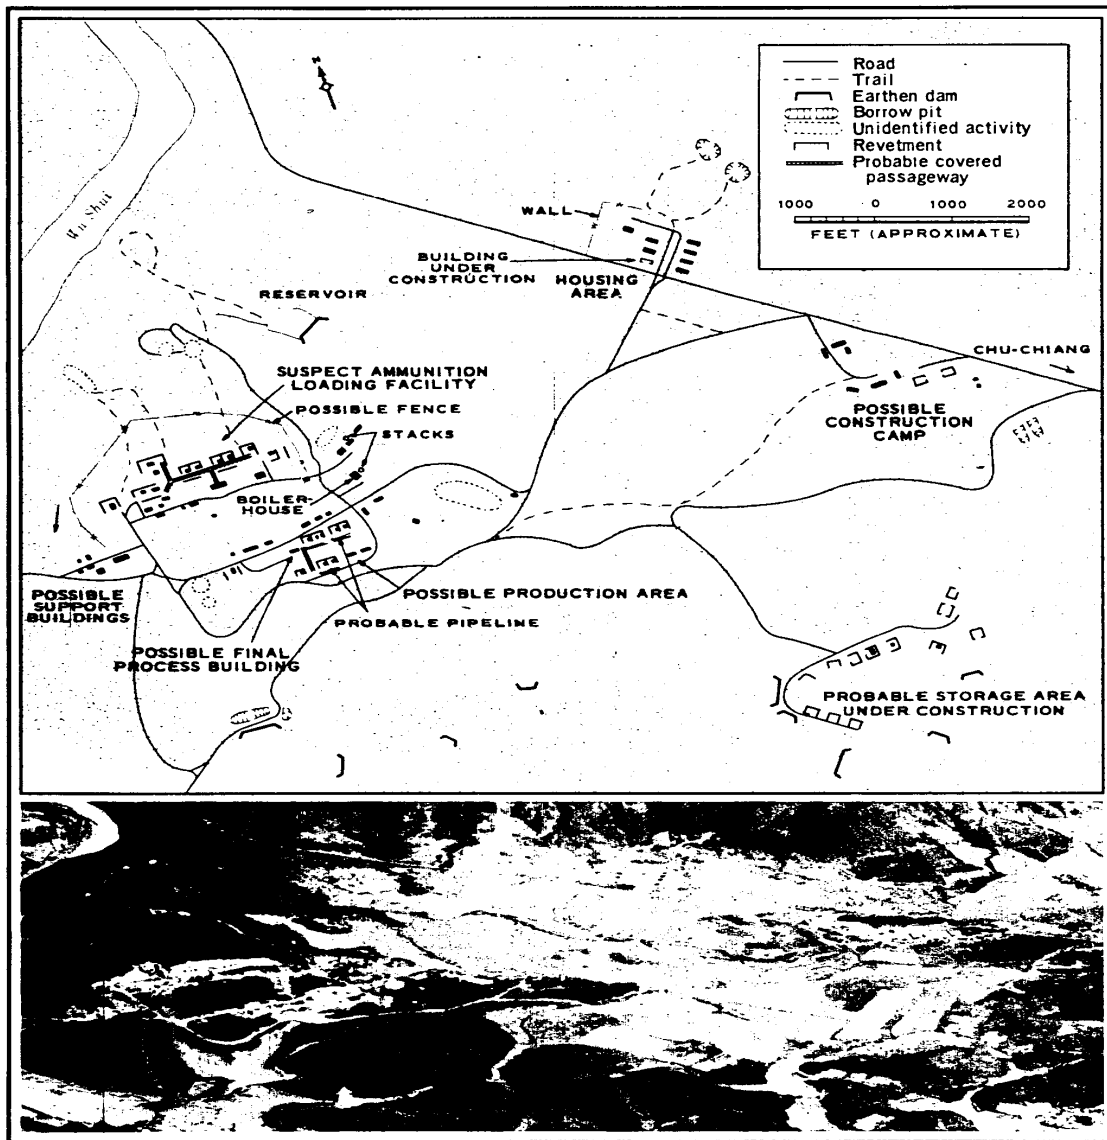 N
Road
Trail
Earthen dam
Borrow pit
Unidentified activity
Revetment
Probable covered
passageway
1000 0 1000 2000
FEET (APPROXIMATE)
Wu Shui
WALL
BUILDING
UNDER
CONSTRUCTION
HOUSING
AREA
RESERVOIR
CHU-CHIANG
SUSPECT AMMUNITION
LOADING FACILITY
POSSIBLE FENCE
STACKS
POSSIBLE
CONSTRUCTION
CAMP
BOILER-
HOUSE
POSSIBLE
SUPPORT
BUILDINGS
POSSIBLE PRODUCTION AREA
PROBABLE PIPELINE
POSSIBLE FINAL
PROCESS BUILDING
PROBABLE STORAGE AREA
UNDER CONSTRUCTION